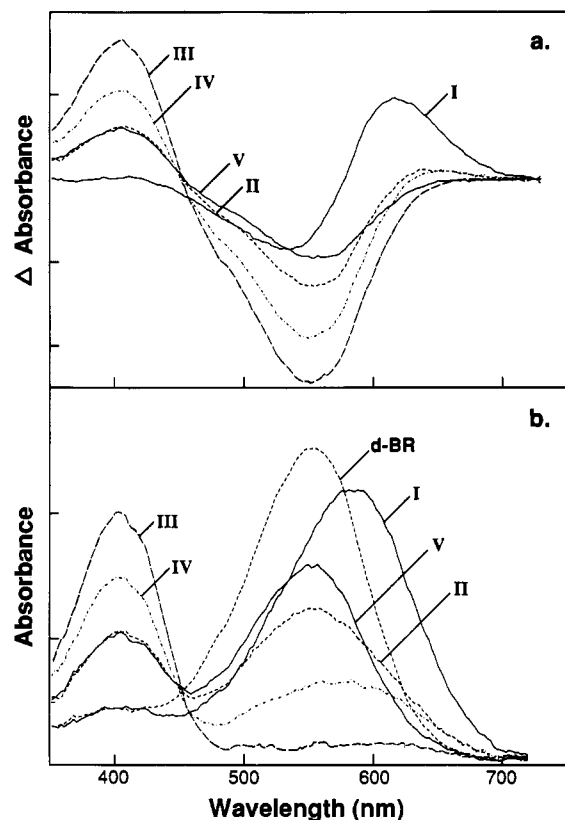 a.
III
IV
I
V
II
Δ Absorbance
b.
d-BR
I
III
V
IV
II
Absorbance
400 500 600 700
Wavelength (nm)